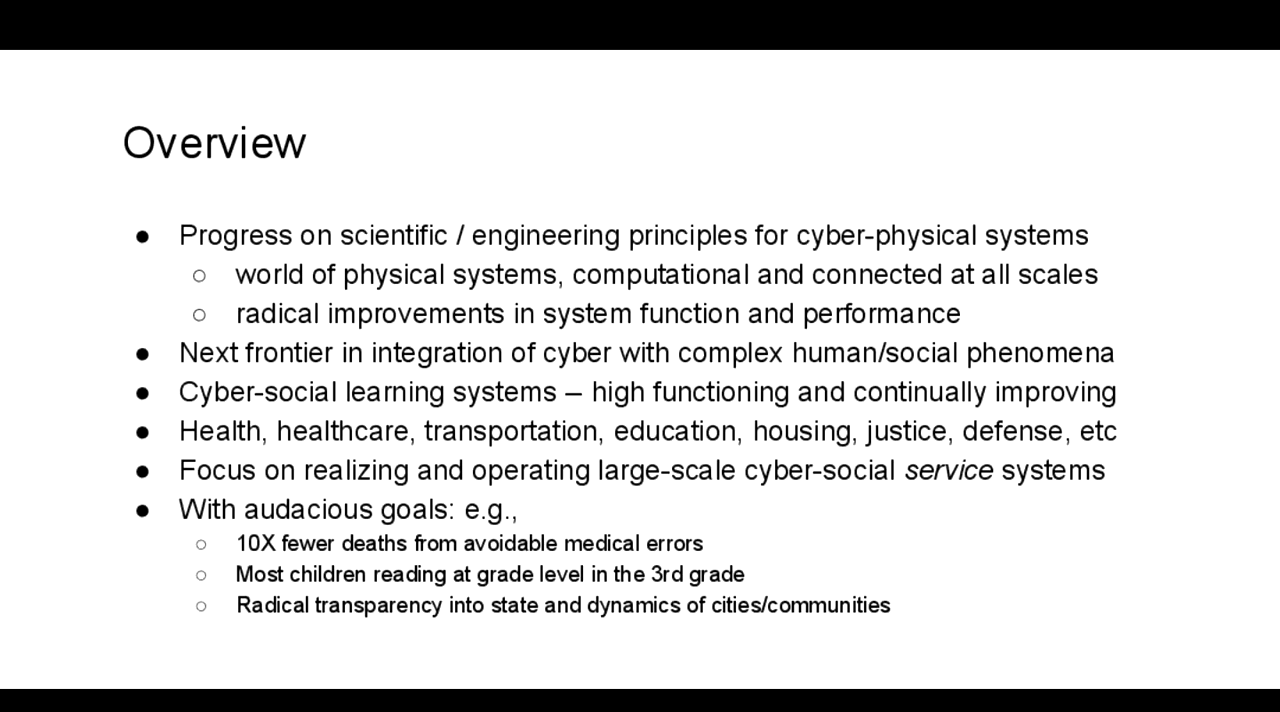 Overview
● Progress on scientific / engineering principles for cyber-physical systems
○ world of physical systems, computational and connected at all scales
○ radical improvements in system function and performance
● Next frontier in integration of cyber with complex human/social phenomena
● Cyber-social learning systems – high functioning and continually improving
● Health, healthcare, transportation, education, housing, justice, defense, etc
● Focus on realizing and operating large-scale cyber-social service systems
● With audacious goals: e.g.,
○ 10X fewer deaths from avoidable medical errors
○ Most children reading at grade level in the 3rd grade
○ Radical transparency into state and dynamics of cities/communities